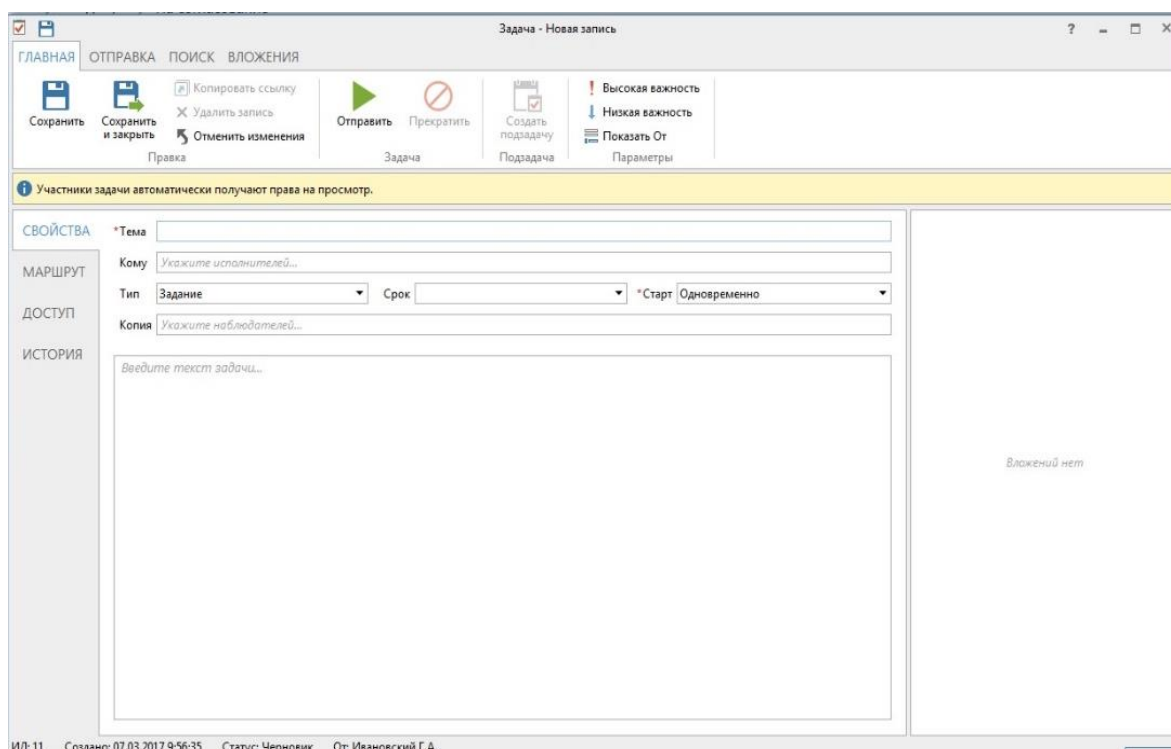 Задача - Новая запись
?
ГЛАВНАЯ ОТПРАВКА ПОИСК ВЛОЖЕНИЯ
Сохранить
Сохранить
и закрыть
Копировать ссылку
Удалить запись
Отменить изменения
Правка
Отправить
Прекратить
Задача
Создать
подзадачу
Подзадача
Высокая важность
Низкая важность
Показать От
Параметры
Участники задачи автоматически получают права на просмотр.
СВОЙСТВА
МАРШРУТ
ДОСТУП
ИСТОРИЯ
*Тема
Кому Укажите исполнителей...
Тип Задание Срок *Старт Одновременно
Копия Укажите наблюдателей...
Введите текст задачи...
Вложений нет
ИД: 11 Создано: 07.03.2017 9:56:35 Статус: Черновик От: Ивановский Г.А.